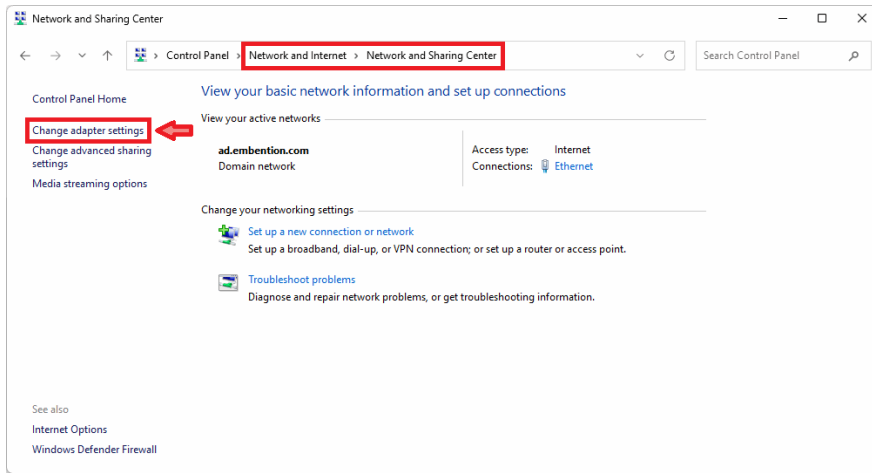 Network and Sharing Center
Control Panel > Network and Internet > Network and Sharing Center
Search Control Panel
Control Panel Home
Change adapter settings
Change advanced sharing
settings
Media streaming options
View your basic network information and set up connections
View your active networks
ad.embention.com
Domain network
Access type: Internet
Connections: Ethernet
Change your networking settings
Set up a new connection or network
Set up a broadband, dial-up, or VPN connection; or set up a router or access point.
Troubleshoot problems
Diagnose and repair network problems, or get troubleshooting information.
See also
Internet Options
Windows Defender Firewall